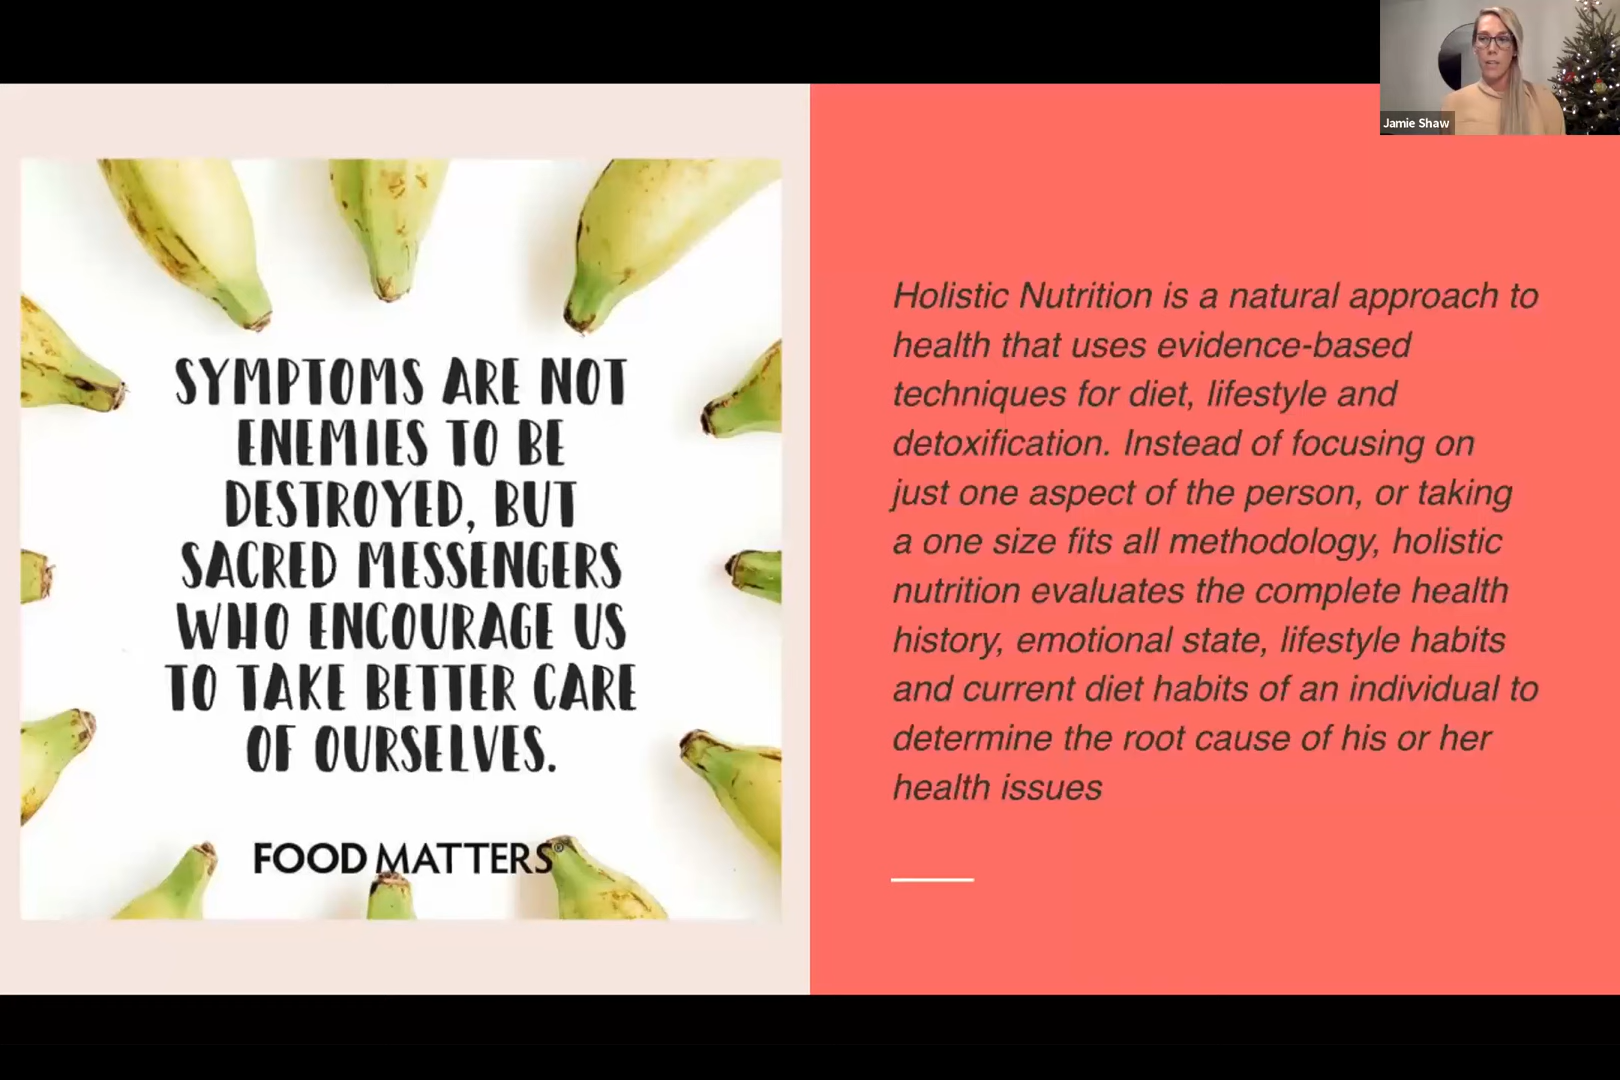 SYMPTOMS ARE NOT
ENEMIES TO BE
DESTROYED, BUT
SACRED MESSENGERS
WHO ENCOURAGE US
TO TAKE BETTER CARE
OF OURSELVES.
FOOD MATTERS®
Holistic Nutrition is a natural approach to
health that uses evidence-based
techniques for diet, lifestyle and
detoxification. Instead of focusing on
just one aspect of the person, or taking
a one size fits all methodology, holistic
nutrition evaluates the complete health
history, emotional state, lifestyle habits
and current diet habits of an individual to
determine the root cause of his or her
health issues
Jamie Shaw